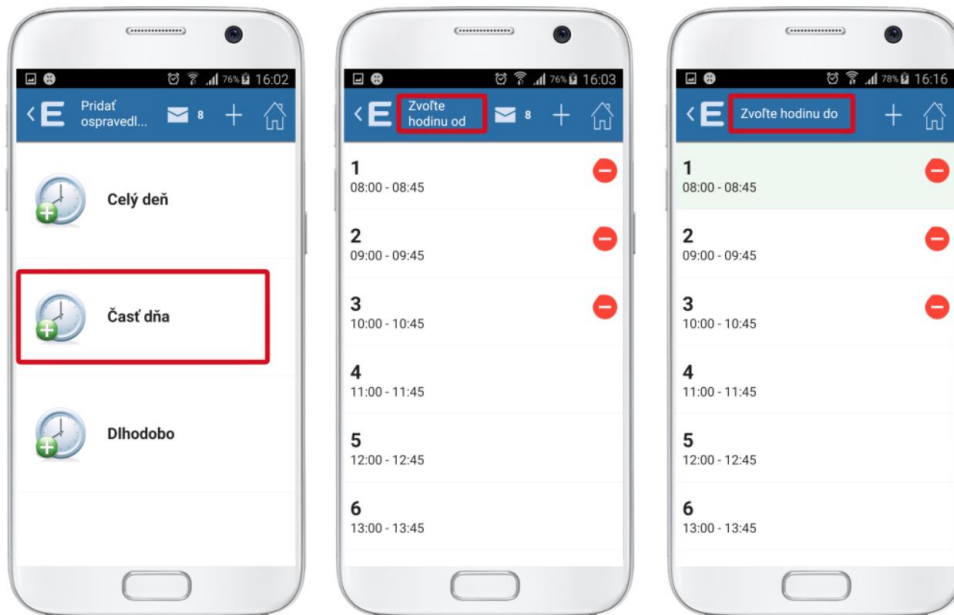 76% 16:02
E
Pridať
ospravedl...
8
Celý deň
Časť dňa
Dlhodobo
76% 16:03
E
Zvoľte
hodinu od
8
1
08:00 - 08:45
2
09:00 - 09:45
3
10:00 - 10:45
4
11:00 - 11:45
5
12:00 - 12:45
6
13:00 - 13:45
78% 16:16
E
Zvoľte hodinu do
1
08:00 - 08:45
2
09:00 - 09:45
3
10:00 - 10:45
4
11:00 - 11:45
5
12:00 - 12:45
6
13:00 - 13:45